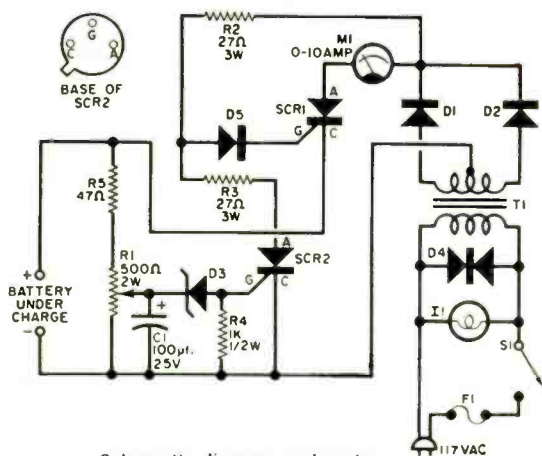 R2
27Ω
3W
M1
0-10AMP
G
C
A
BASE OF
SCR2
A
SCR1
G
C
D5
D1
D2
R5
47Ω
R3
27Ω
3W
T1
A
SCR2
G
C
D4
+
BATTERY
UNDER
CHARGE
-
R1
500Ω
2W
D3
+
C1
100µf.
25V
R4
1K
1/2W
I1
S1
F1
117VAC